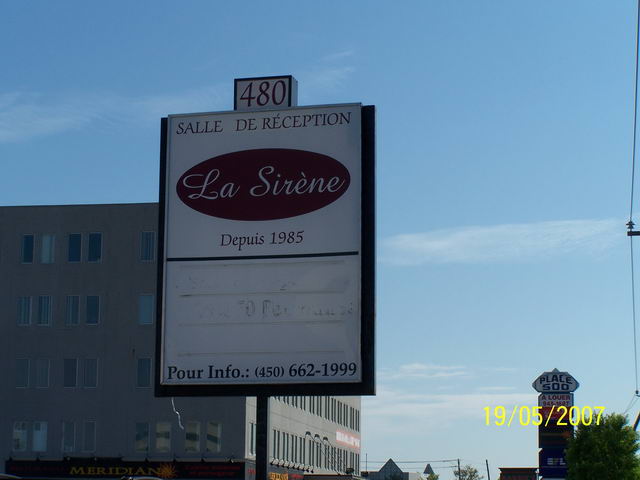 480
SALLE DE RÉCEPTION
La Sirène
Depuis 1985
Pour Info.: (450) 662-1999
MERIDIAN
PLACE
500
A LOUER
19/05/2007